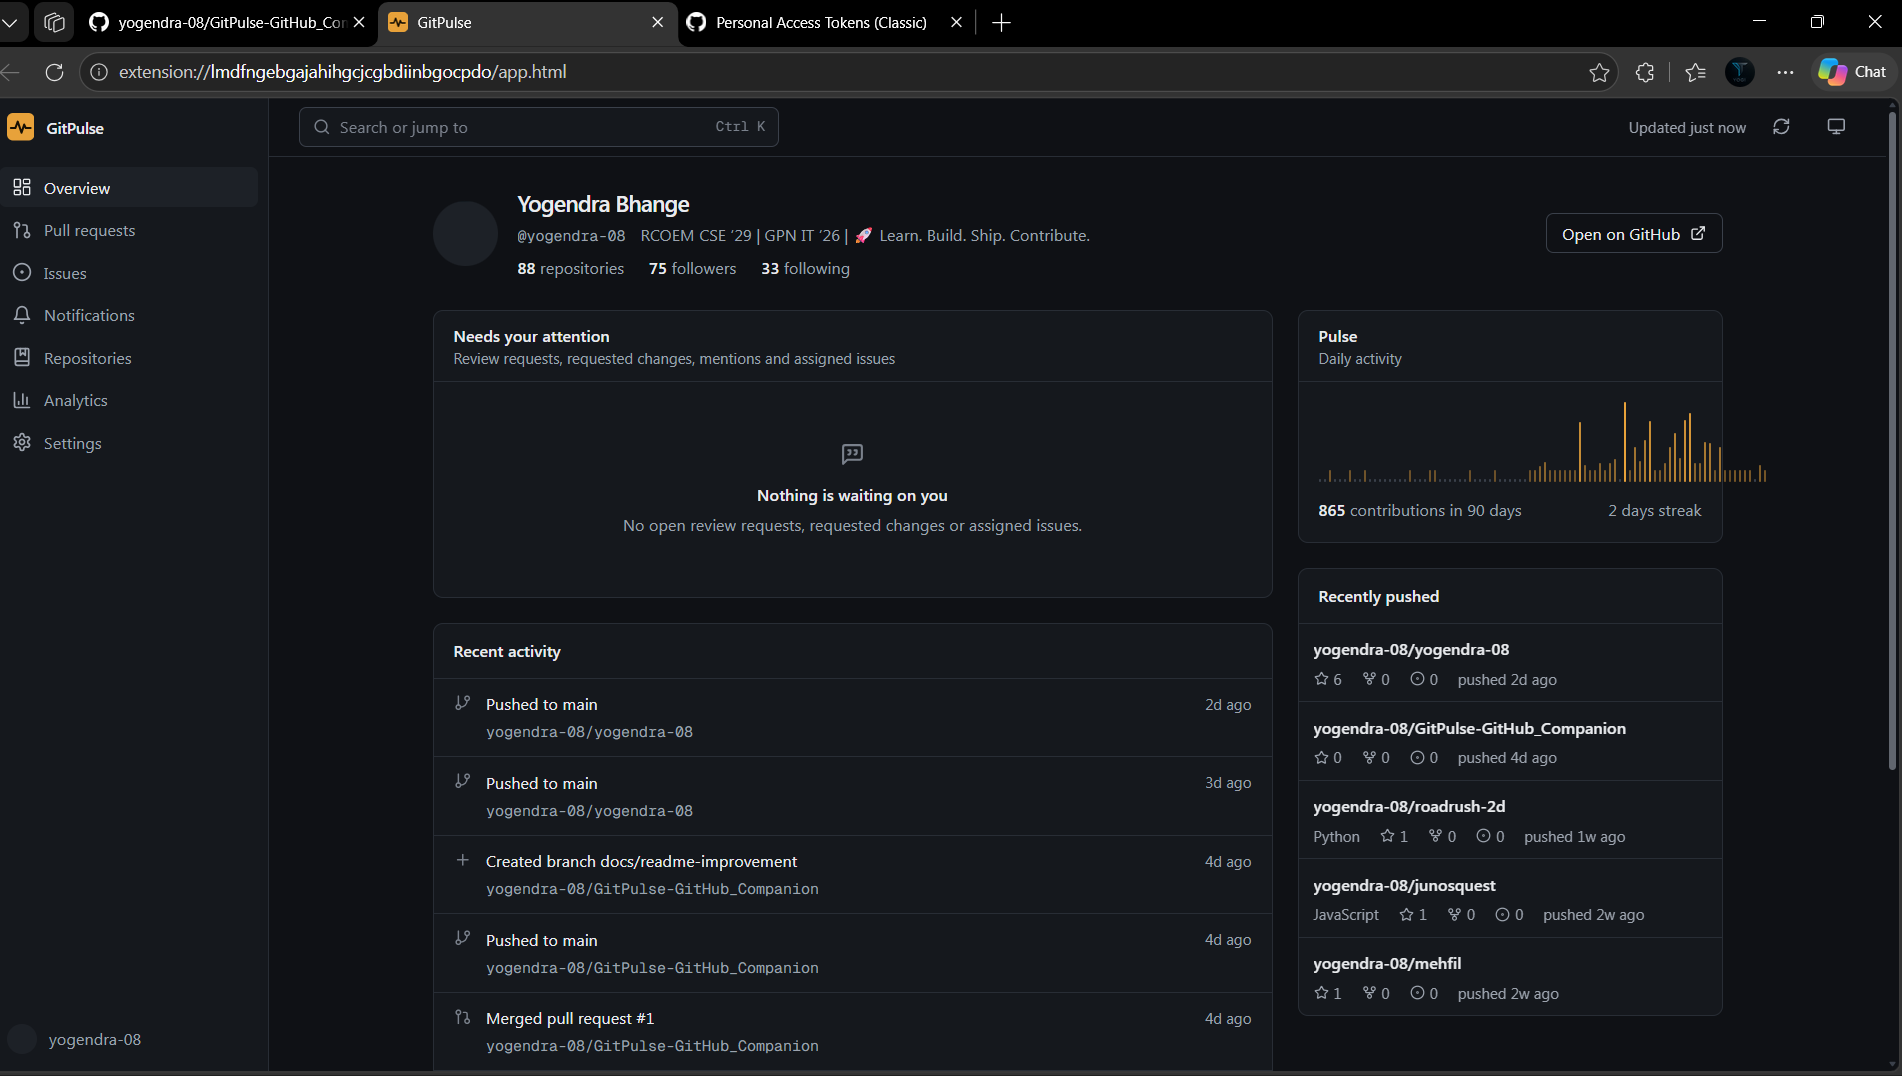 yogendra-08/GitPulse-GitHub_Con
GitPulse
Personal Access Tokens (Classic)
extension://lmdfngebgajahihgcjcgbdiinbgocpdo/app.html
Chat
GitPulse
Search or jump to
Ctrl K
Updated just now
Overview
Pull requests
Issues
Notifications
Repositories
Analytics
Settings
yogendra-08
Yogendra Bhange
@yogendra-08 RCOEM CSE '29 | GPN IT '26 | 🚀 Learn. Build. Ship. Contribute.
88 repositories 75 followers 33 following
Open on GitHub
Needs your attention
Review requests, requested changes, mentions and assigned issues
Nothing is waiting on you
No open review requests, requested changes or assigned issues.
Recent activity
Pushed to main
2d ago
yogendra-08/yogendra-08
Pushed to main
3d ago
yogendra-08/yogendra-08
Created branch docs/readme-improvement
4d ago
yogendra-08/GitPulse-GitHub_Companion
Pushed to main
4d ago
yogendra-08/GitPulse-GitHub_Companion
Merged pull request #1
4d ago
yogendra-08/GitPulse-GitHub_Companion
Pulse
Daily activity
865 contributions in 90 days
2 days streak
Recently pushed
yogendra-08/yogendra-08
6 0 0 pushed 2d ago
yogendra-08/GitPulse-GitHub_Companion
0 0 0 pushed 4d ago
yogendra-08/roadrush-2d
Python 1 0 0 pushed 1w ago
yogendra-08/junosquest
JavaScript 1 0 0 pushed 2w ago
yogendra-08/mehfil
1 0 0 pushed 2w ago